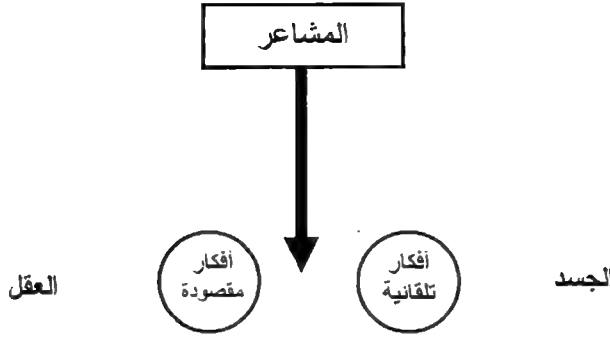 المشاعر
الجسد
أفكار
تلقائية
أفكار
مقصودة
العقل